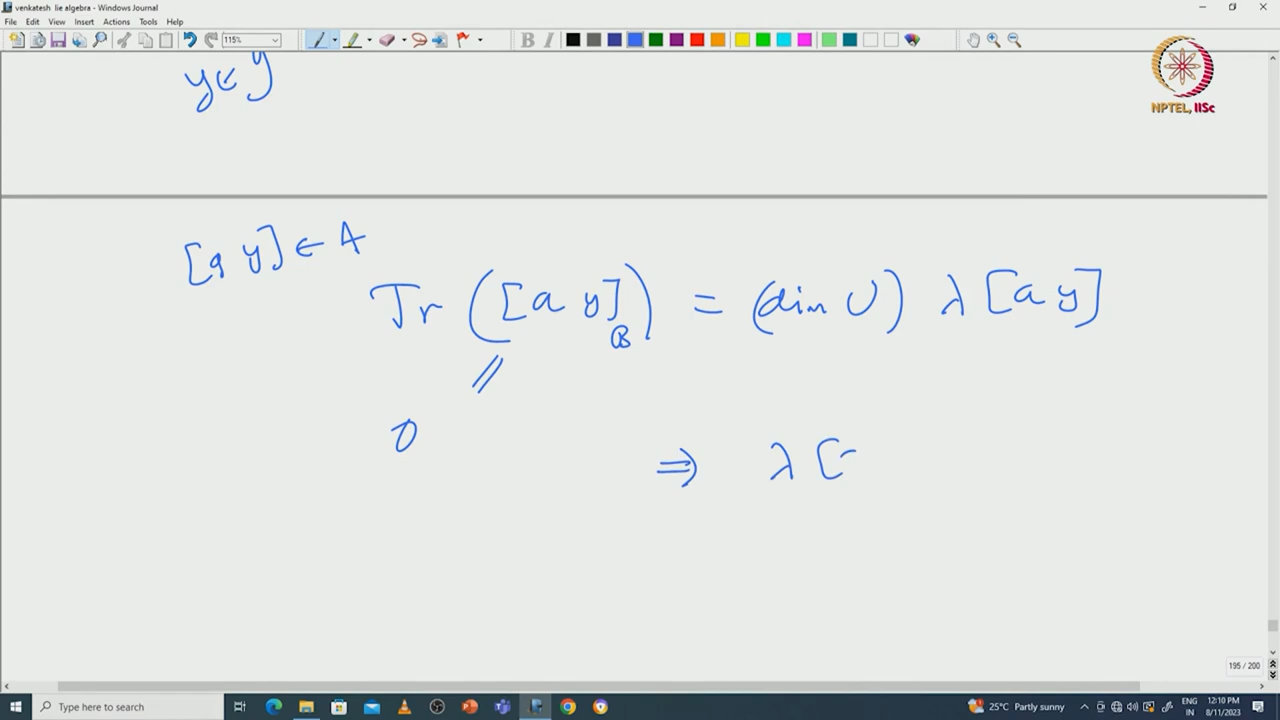 venkatesh lie algebra - Windows Journal
File Edit View Insert Actions Tools Help
115%
B I
NPTEL, IISc
y ∈ y
[a y] ∈ A
Tr ([a y]_B) = (dim U) λ [a y]
//
0
⇒ λ [
195 / 200
Type here to search
25°C Partly sunny
ENG
IN
12:10 PM
8/11/2023